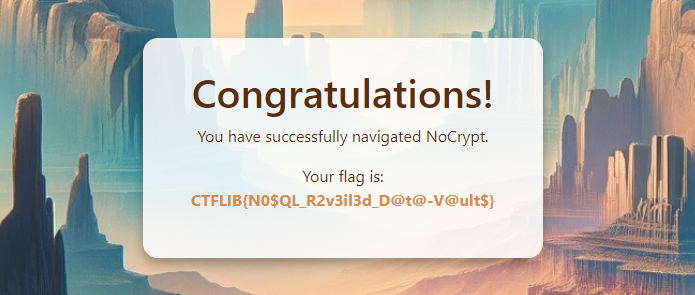 Congratulations!
You have successfully navigated NoCrypt.
Your flag is:
CTFLIB{N0$QL_R2v3il3d_D@t@-V@ult$}